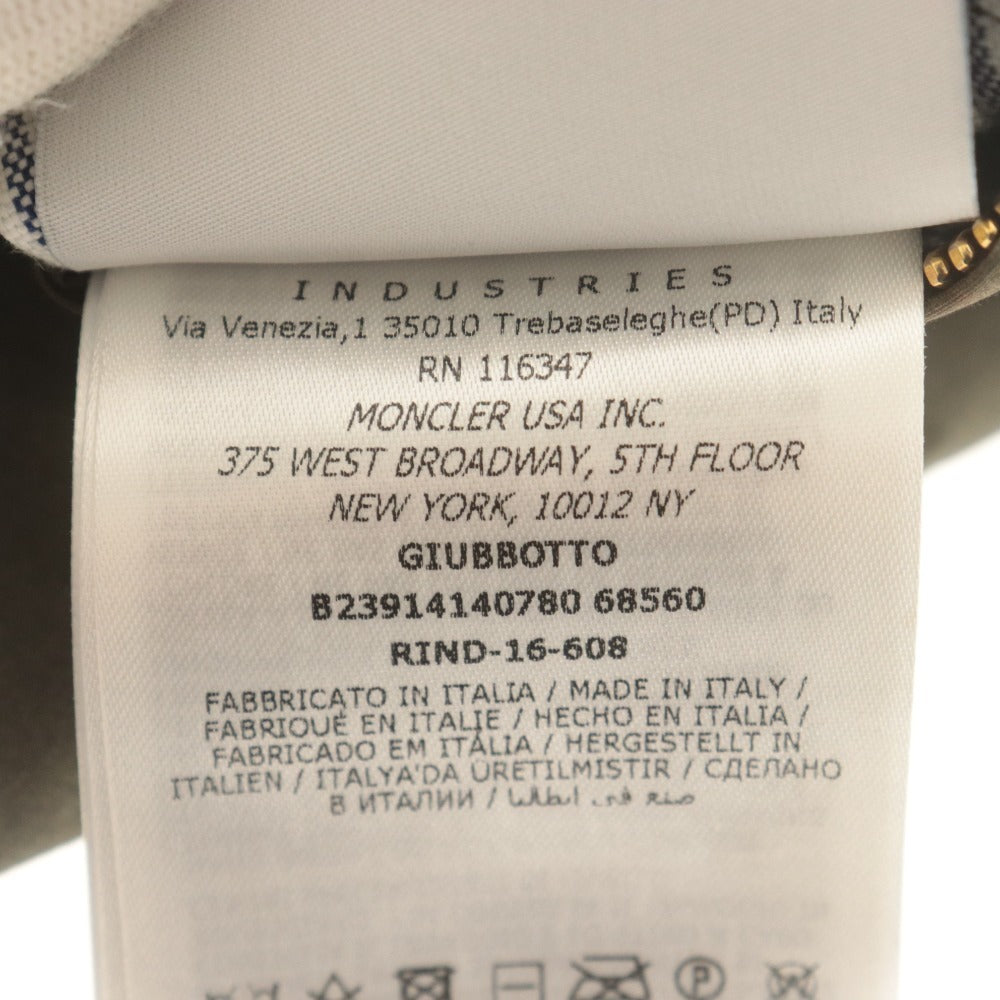 INDUSTRIES
Via Venezia,1 35010 Trebaseleghe(PD) Italy
RN 116347
MONCLER USA INC.
375 WEST BROADWAY, 5TH FLOOR
NEW YORK, 10012 NY
GIUBBOTTO
B23914140780 68560
RIND-16-608
FABBRICATO IN ITALIA / MADE IN ITALY /
FABRIQUÉ EN ITALIE / HECHO EN ITALIA /
FABRICADO EM ITÁLIA / HERGESTELLT IN
ITALIEN / ITALYA'DA ÜRETILMISTIR / СДЕЛАНО
В ИТАЛИИ / صنع في ايطاليا
P